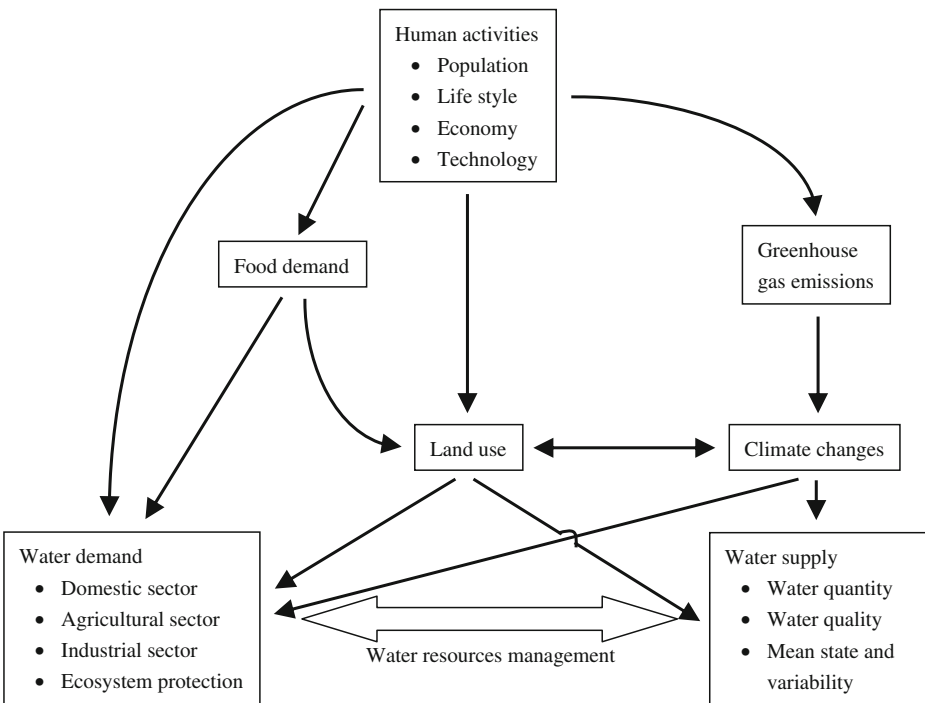 Human activities
• Population
• Life style
• Economy
• Technology
Food demand
Greenhouse
gas emissions
Land use
Climate changes
Water demand
• Domestic sector
• Agricultural sector
• Industrial sector
• Ecosystem protection
Water supply
• Water quantity
• Water quality
• Mean state and
variability
Water resources management